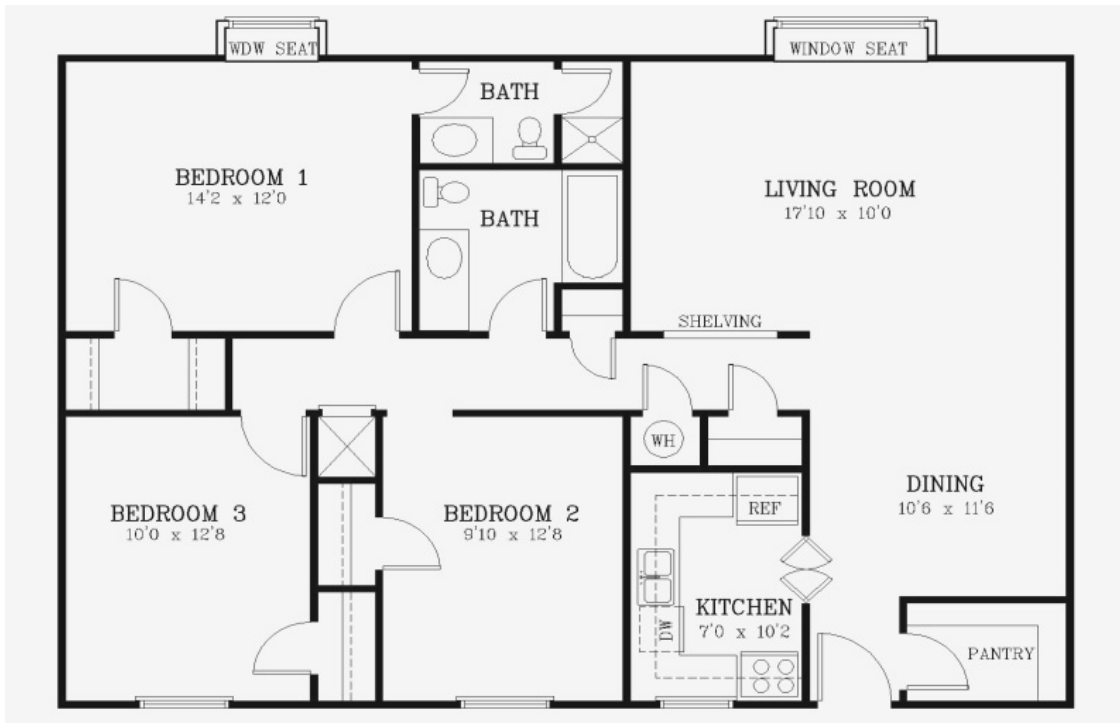 WDW SEAT
WINDOW SEAT
BATH
BEDROOM 1
14'2 x 12'0
LIVING ROOM
17'10 x 10'0
BATH
SHELVING
WH
DINING
10'6 x 11'6
BEDROOM 3
10'0 x 12'8
BEDROOM 2
9'10 x 12'8
REF
KITCHEN
7'0 x 10'2
DW
PANTRY